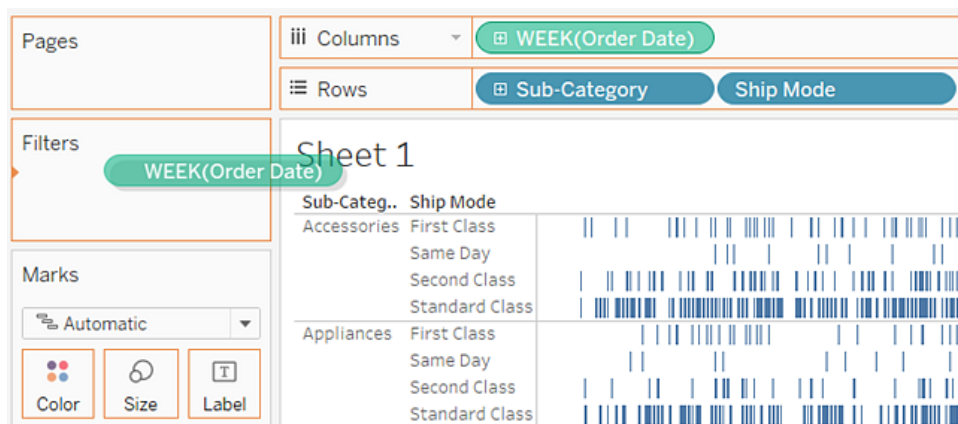 Pages
Columns
WEEK(Order Date)
Rows
Sub-Category
Ship Mode
Filters
WEEK(Order Date)
Sheet 1
Sub-Categ.. Ship Mode
Accessories First Class
Same Day
Second Class
Standard Class
Appliances First Class
Same Day
Second Class
Standard Class
Marks
Automatic
Color Size Label